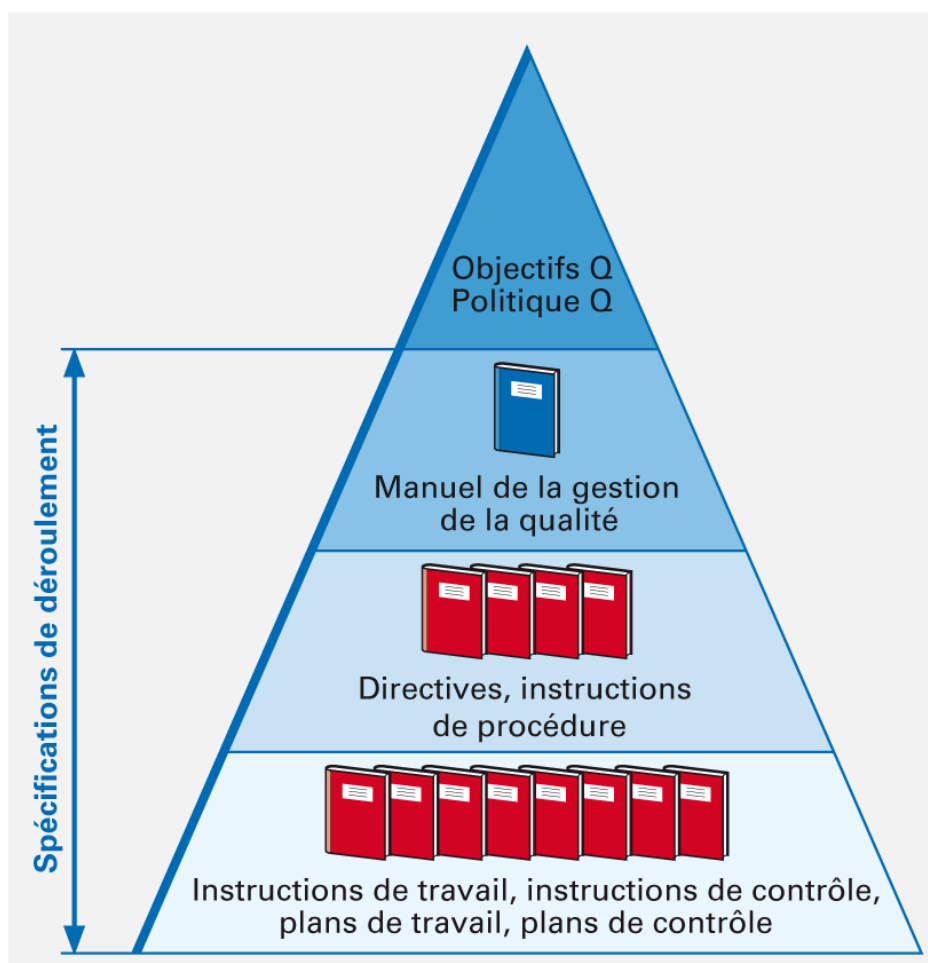 Objectifs Q
Politique Q
Manuel de la gestion
de la qualité
Directives, instructions
de procédure
Instructions de travail, instructions de contrôle,
plans de travail, plans de contrôle
Spécifications de déroulement